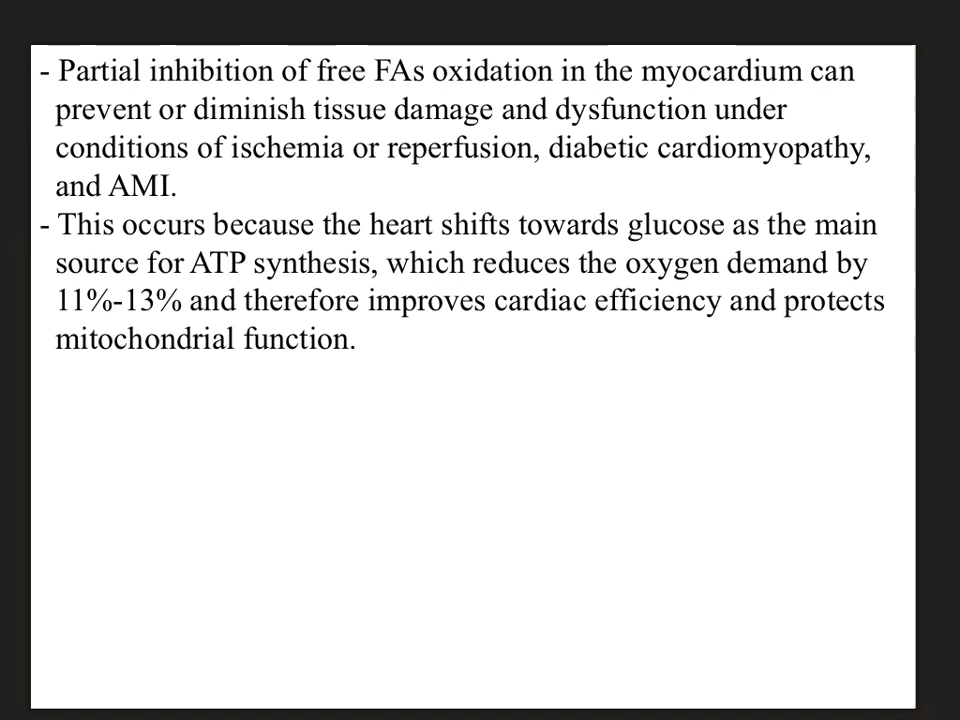 - Partial inhibition of free FAs oxidation in the myocardium can
prevent or diminish tissue damage and dysfunction under
conditions of ischemia or reperfusion, diabetic cardiomyopathy,
and AMI.
- This occurs because the heart shifts towards glucose as the main
source for ATP synthesis, which reduces the oxygen demand by
11%-13% and therefore improves cardiac efficiency and protects
mitochondrial function.